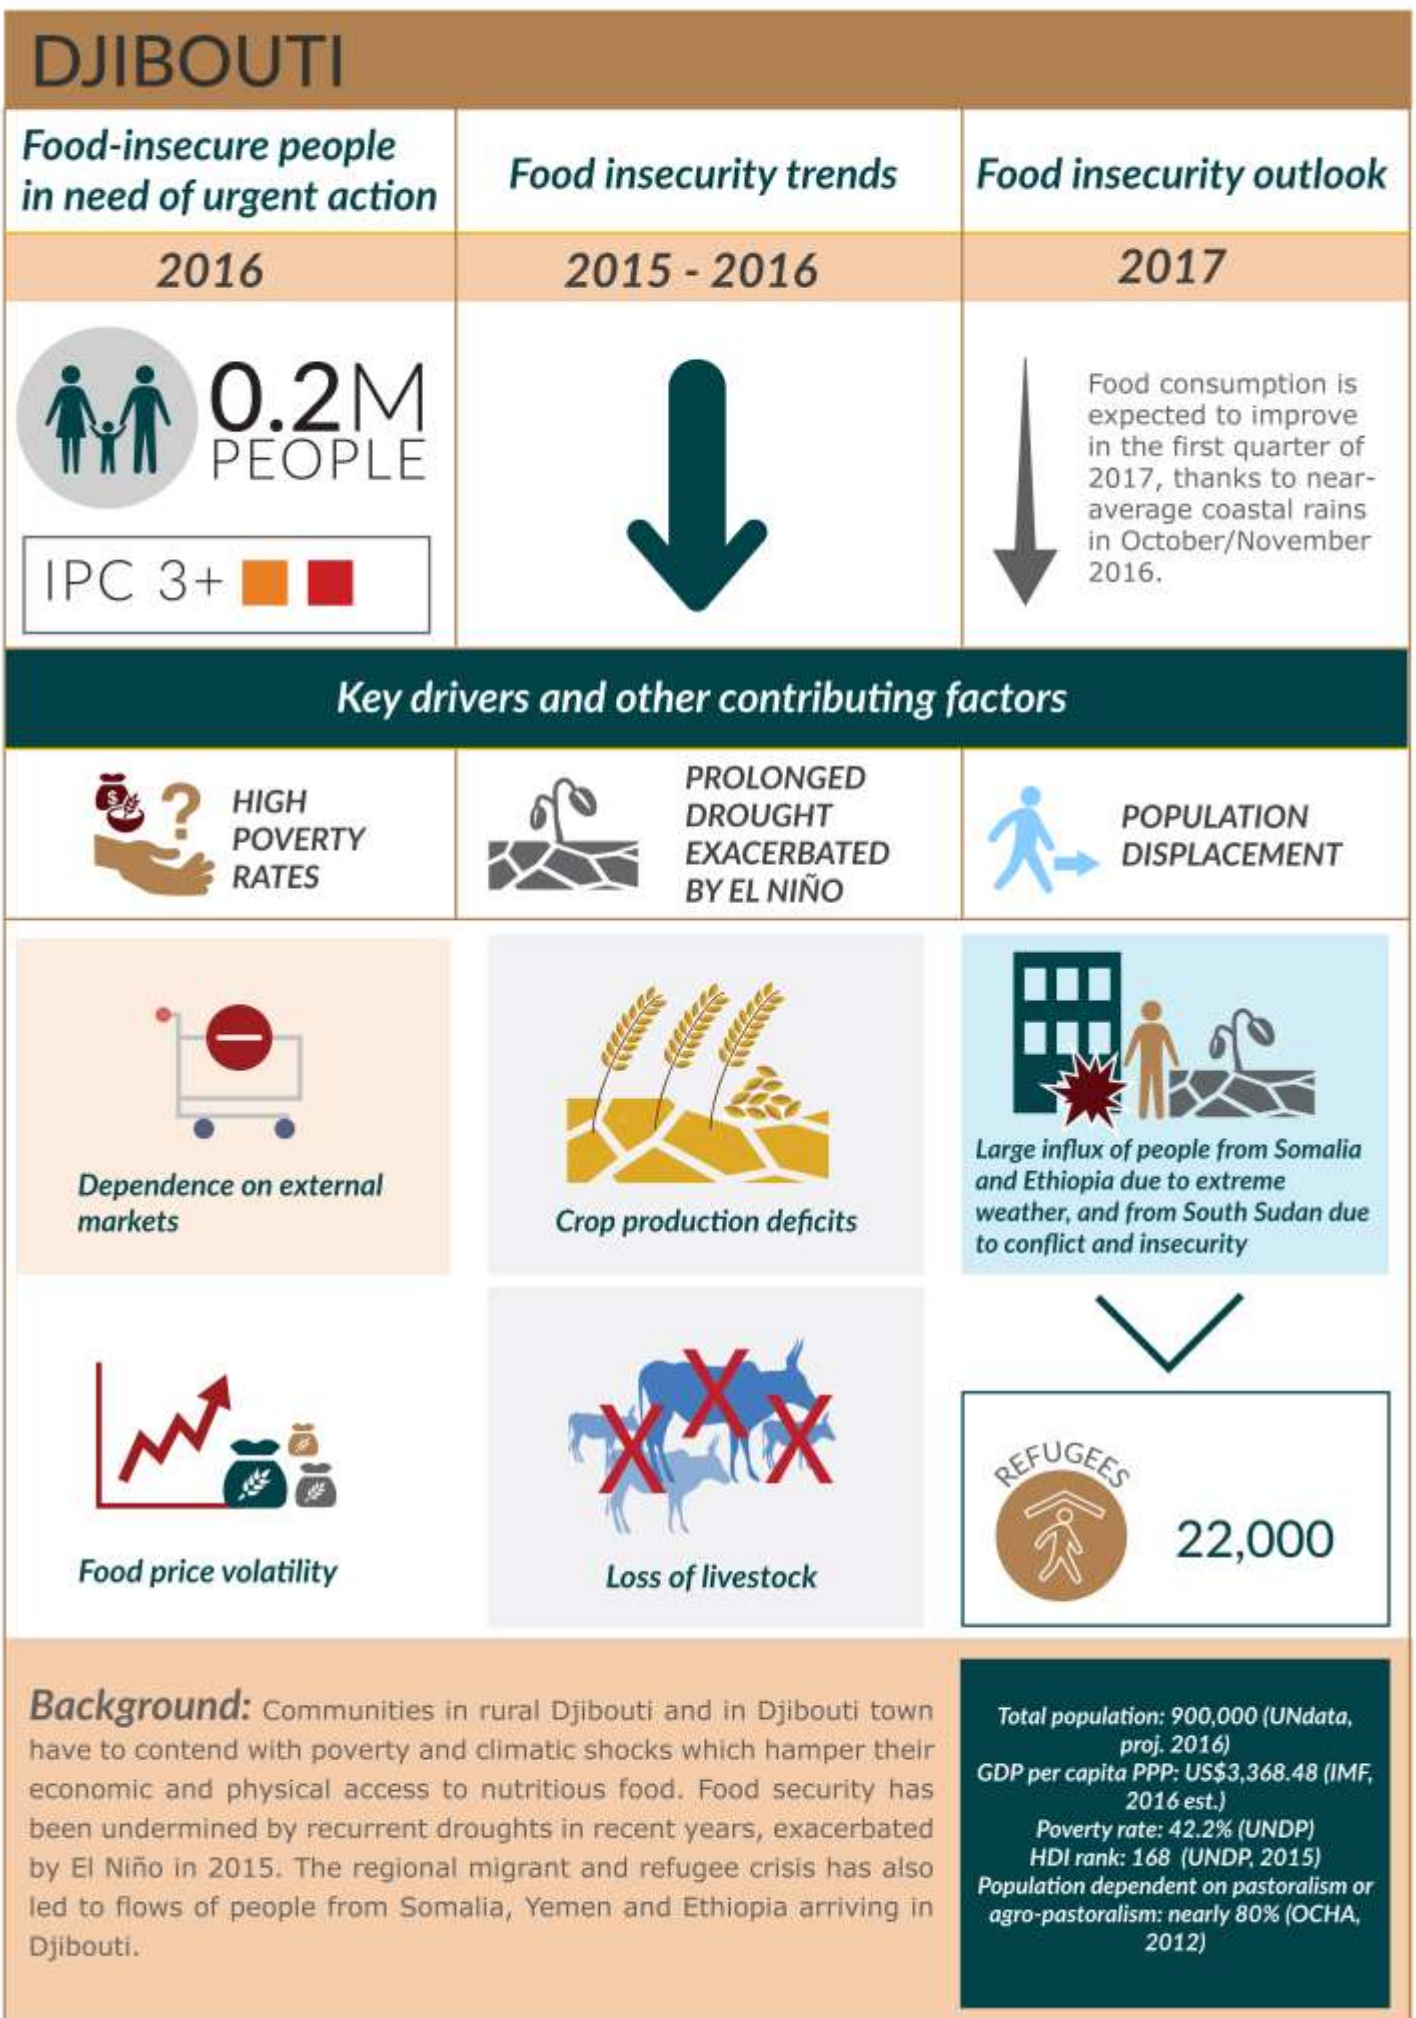 DJIBOUTI
Food-insecure people
in need of urgent action
Food insecurity trends
Food insecurity outlook
2016
2015 - 2016
2017
0.2M
PEOPLE
IPC 3+
Food consumption is
expected to improve
in the first quarter of
2017, thanks to near-
average coastal rains
in October/November
2016.
Key drivers and other contributing factors
HIGH
POVERTY
RATES
PROLONGED
DROUGHT
EXACERBATED
BY EL NIÑO
POPULATION
DISPLACEMENT
Dependence on external
markets
Crop production deficits
Large influx of people from Somalia
and Ethiopia due to extreme
weather, and from South Sudan due
to conflict and insecurity
Food price volatility
Loss of livestock
REFUGEES
22,000
Background: Communities in rural Djibouti and in Djibouti town
have to contend with poverty and climatic shocks which hamper their
economic and physical access to nutritious food. Food security has
been undermined by recurrent droughts in recent years, exacerbated
by El Niño in 2015. The regional migrant and refugee crisis has also
led to flows of people from Somalia, Yemen and Ethiopia arriving in
Djibouti.
Total population: 900,000 (UNdata,
proj. 2016)
GDP per capita PPP: US$3,368.48 (IMF,
2016 est.)
Poverty rate: 42.2% (UNDP)
HDI rank: 168 (UNDP, 2015)
Population dependent on pastoralism or
agro-pastoralism: nearly 80% (OCHA,
2012)